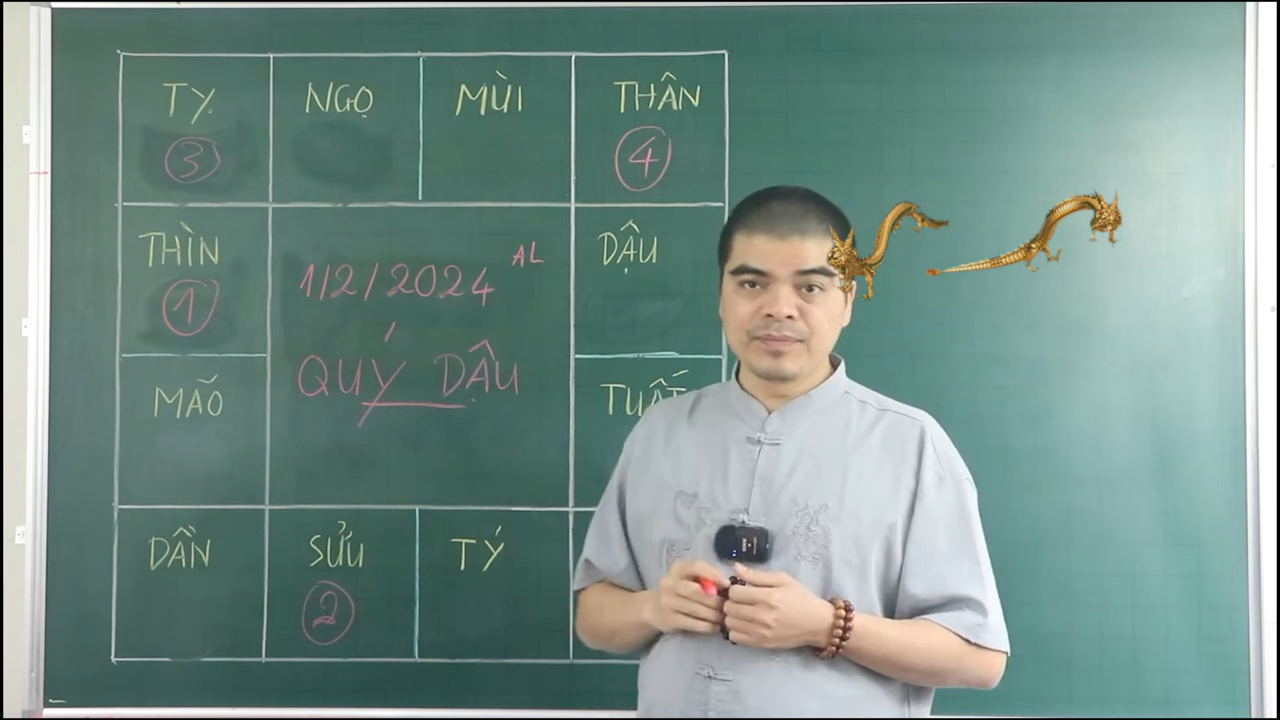 TỴ NGỌ MÙI THÂN
3 4
THÌN DẬU
1
1/2/2024 AL
QUÝ DẬU
MÃO TUẤT
DẦN SỬU TÝ
2